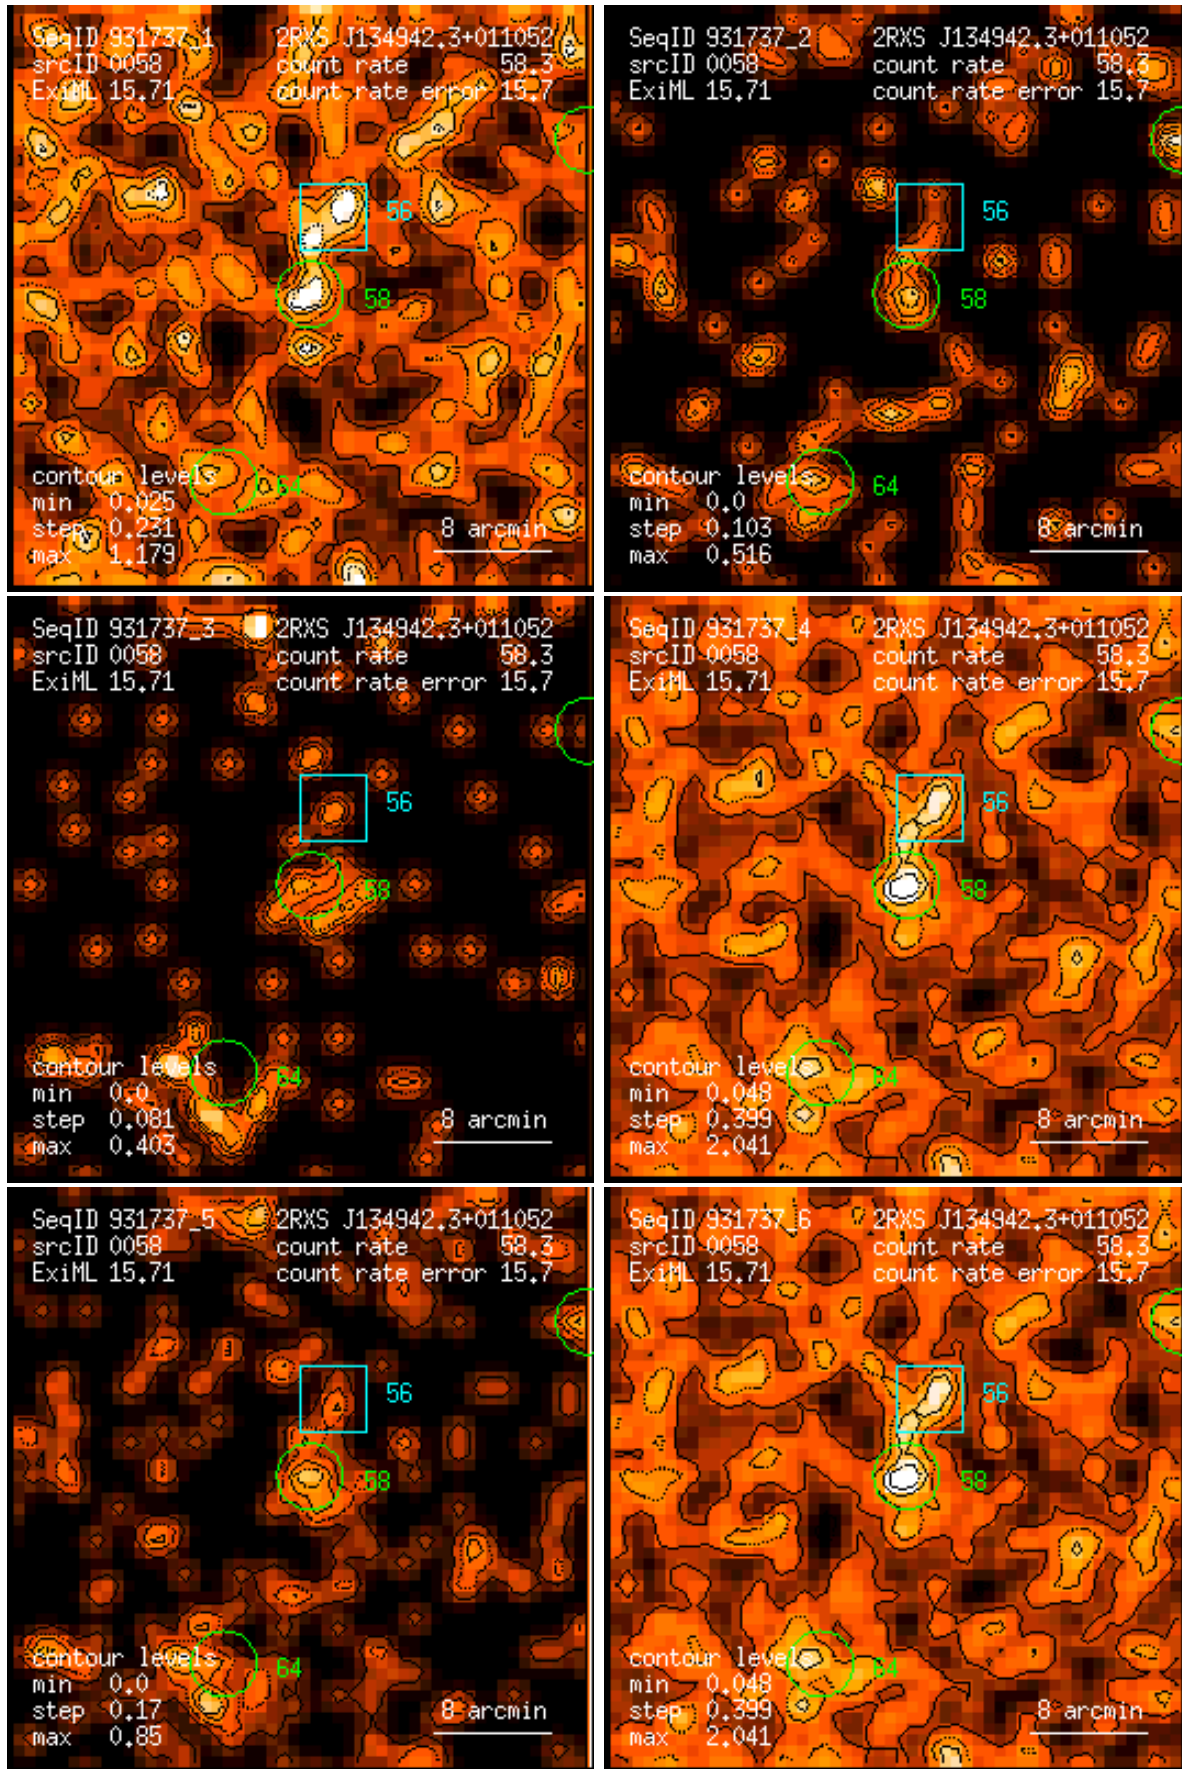 SeqID 931737_1 2RXS J134942.3+011052
srcID 0058 count rate 58.3
ExiML 15.71 count rate error 15.7
56
58
contour levels
64
min 0.025
step 0.231 8 arcmin
max 1.179
SeqID 931737_2 2RXS J134942.3+011052
srcID 0058 count rate 58.3
ExiML 15.71 count rate error 15.7
56
58
contour levels
64
min 0.0
step 0.103 8 arcmin
max 0.516
SeqID 931737_3 2RXS J134942.3+011052
srcID 0058 count rate 58.3
ExiML 15.71 count rate error 15.7
56
58
contour levels
64
min 0.0
step 0.081 8 arcmin
max 0.403
SeqID 931737_4 2RXS J134942.3+011052
srcID 0058 count rate 58.3
ExiML 15.71 count rate error 15.7
56
58
contour levels
64
min 0.048
step 0.399 8 arcmin
max 2.041
SeqID 931737_5 2RXS J134942.3+011052
srcID 0058 count rate 58.3
ExiML 15.71 count rate error 15.7
56
58
contour levels
64
min 0.0
step 0.17 8 arcmin
max 0.85
SeqID 931737_6 2RXS J134942.3+011052
srcID 0058 count rate 58.3
ExiML 15.71 count rate error 15.7
56
58
contour levels
64
min 0.048
step 0.399 8 arcmin
max 2.041